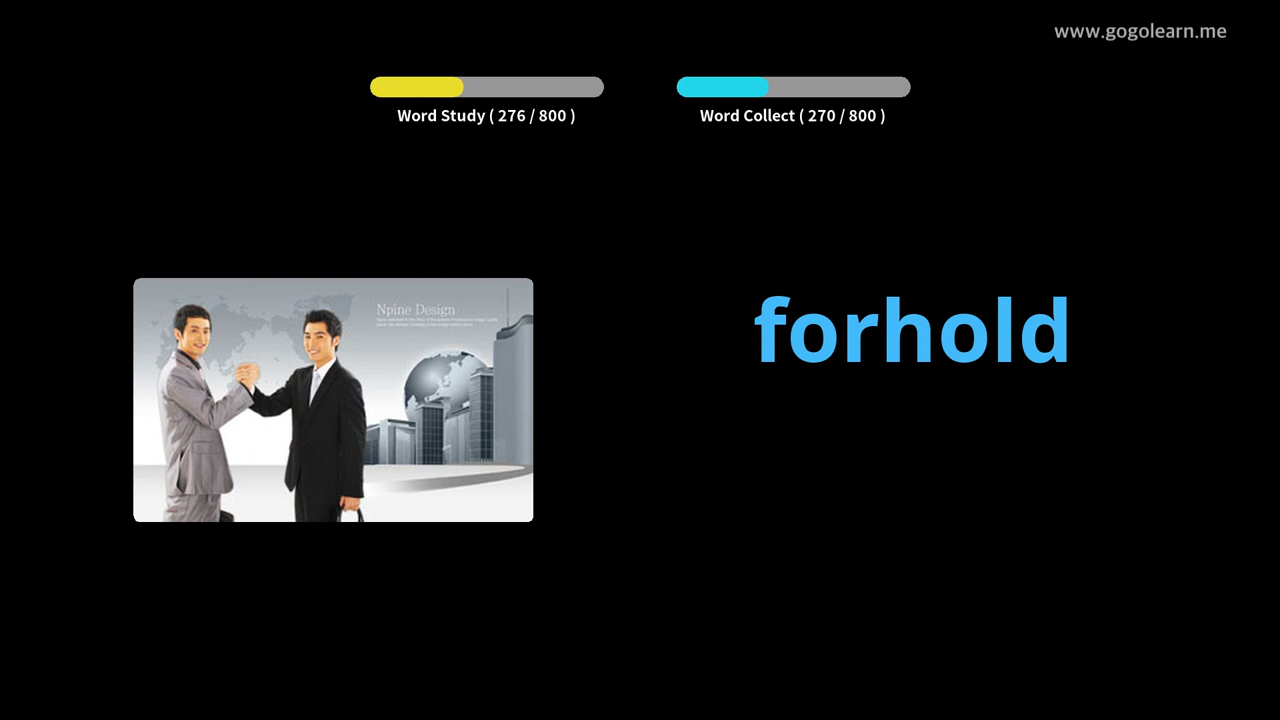 www.gogolearn.me
Word Study ( 276 / 800 )
Word Collect ( 270 / 800 )
Npine Design
forhold